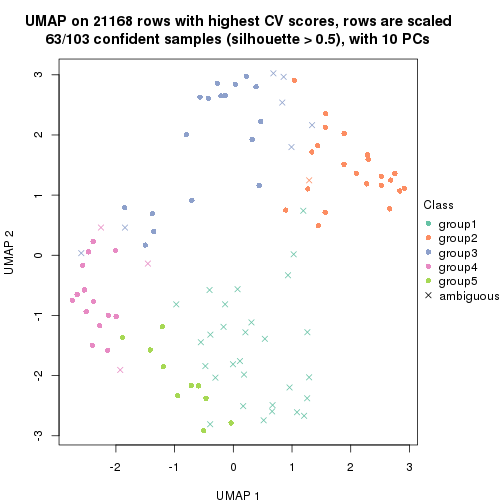 UMAP on 21168 rows with highest CV scores, rows are scaled
63/103 confident samples (silhouette > 0.5), with 10 PCs
3
2
1
0
-1
-2
-3
UMAP 2
-2
-1
0
1
2
3
UMAP 1
Class
group1
group2
group3
group4
group5
ambiguous